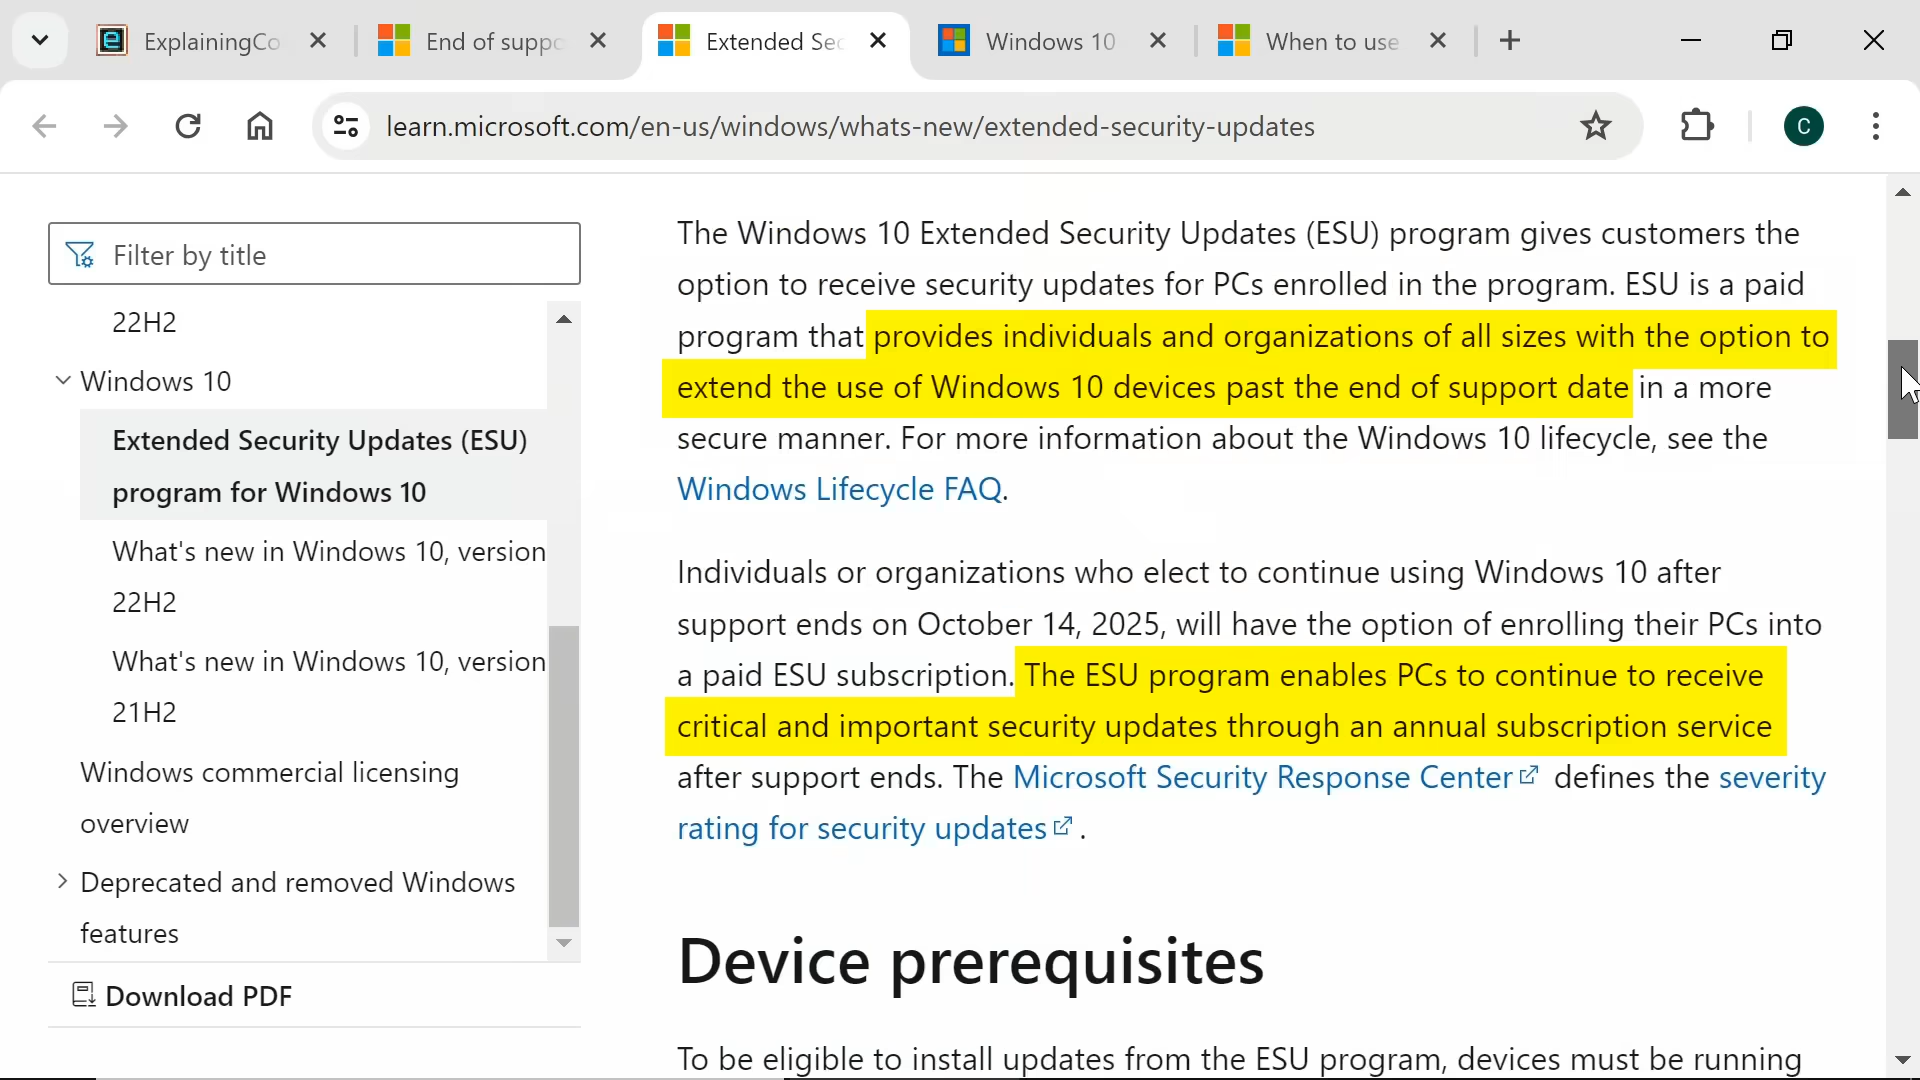 ExplainingCo
End of suppo
Extended Sec
Windows 10
When to use
learn.microsoft.com/en-us/windows/whats-new/extended-security-updates
C
Filter by title
22H2
Windows 10
Extended Security Updates (ESU)
program for Windows 10
What's new in Windows 10, version
22H2
What's new in Windows 10, version
21H2
Windows commercial licensing
overview
Deprecated and removed Windows
features
Download PDF
The Windows 10 Extended Security Updates (ESU) program gives customers the
option to receive security updates for PCs enrolled in the program. ESU is a paid
program that provides individuals and organizations of all sizes with the option to
extend the use of Windows 10 devices past the end of support date in a more
secure manner. For more information about the Windows 10 lifecycle, see the
Windows Lifecycle FAQ.
Individuals or organizations who elect to continue using Windows 10 after
support ends on October 14, 2025, will have the option of enrolling their PCs into
a paid ESU subscription. The ESU program enables PCs to continue to receive
critical and important security updates through an annual subscription service
after support ends. The Microsoft Security Response Center defines the severity
rating for security updates.
Device prerequisites
To be eligible to install updates from the ESU program, devices must be running